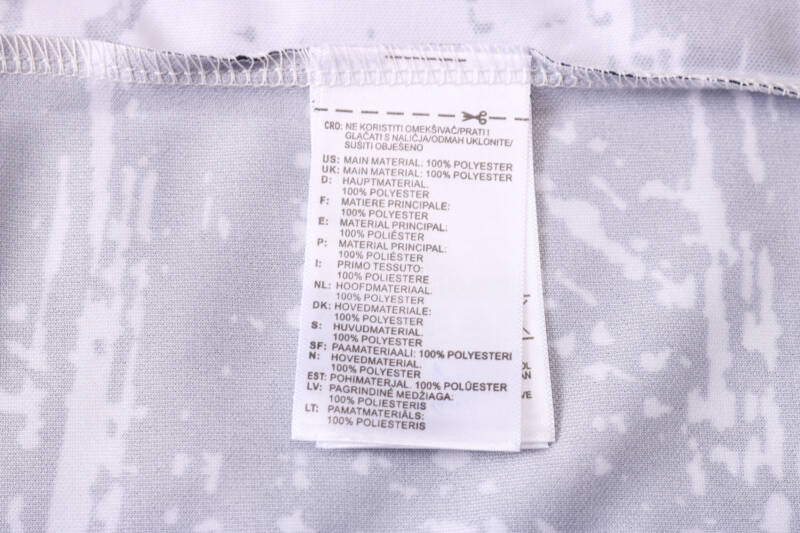 CRO: NE KORISTITI OMEKŠIVAČ/PRATI I
GLAČATI S NALIČJA/ODMAH UKLONITE/
SUŠITI OBJEŠENO
US: MAIN MATERIAL: 100% POLYESTER
UK: MAIN MATERIAL: 100% POLYESTER
D: HAUPTMATERIAL.
100% POLYESTER
F: MATIERE PRINCIPALE:
100% POLYESTER
E: MATERIAL PRINCIPAL:
100% POLIÉSTER
P: MATERIAL PRINCIPAL:
100% POLIÉSTER
I: PRIMO TESSUTO:
100% POLIESTERE
NL: HOOFDMATERIAAL:
100% POLYESTER
DK: HOVEDMATERIALE:
100% POLYESTER
S: HUVUDMATERIAL.
100% POLYESTER
SF: PAAMATERIAALI: 100% POLYESTERI
N: HOVEDMATERIAL.
100% POLYESTER
EST: POHIMATERJAL. 100% POLÜESTER
LV: PAGRINDINĖ MEDŽIAGA:
100% POLIESTERIS
LT: PAMATMATERIĀLS:
100% POLIESTERIS